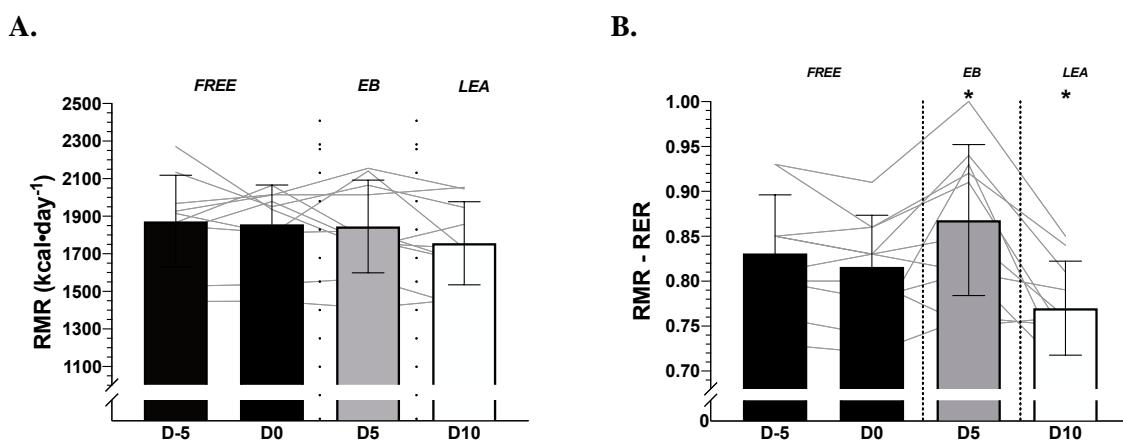 A.
FREE EB LEA
RMR (kcal•day-1)
2500
2300
2100
1900
1700
1500
1300
1100
D-5 D0 D5 D10
B.
FREE EB LEA
* *
RMR - RER
1.00
0.95
0.90
0.85
0.80
0.75
0.70
0
D-5 D0 D5 D10